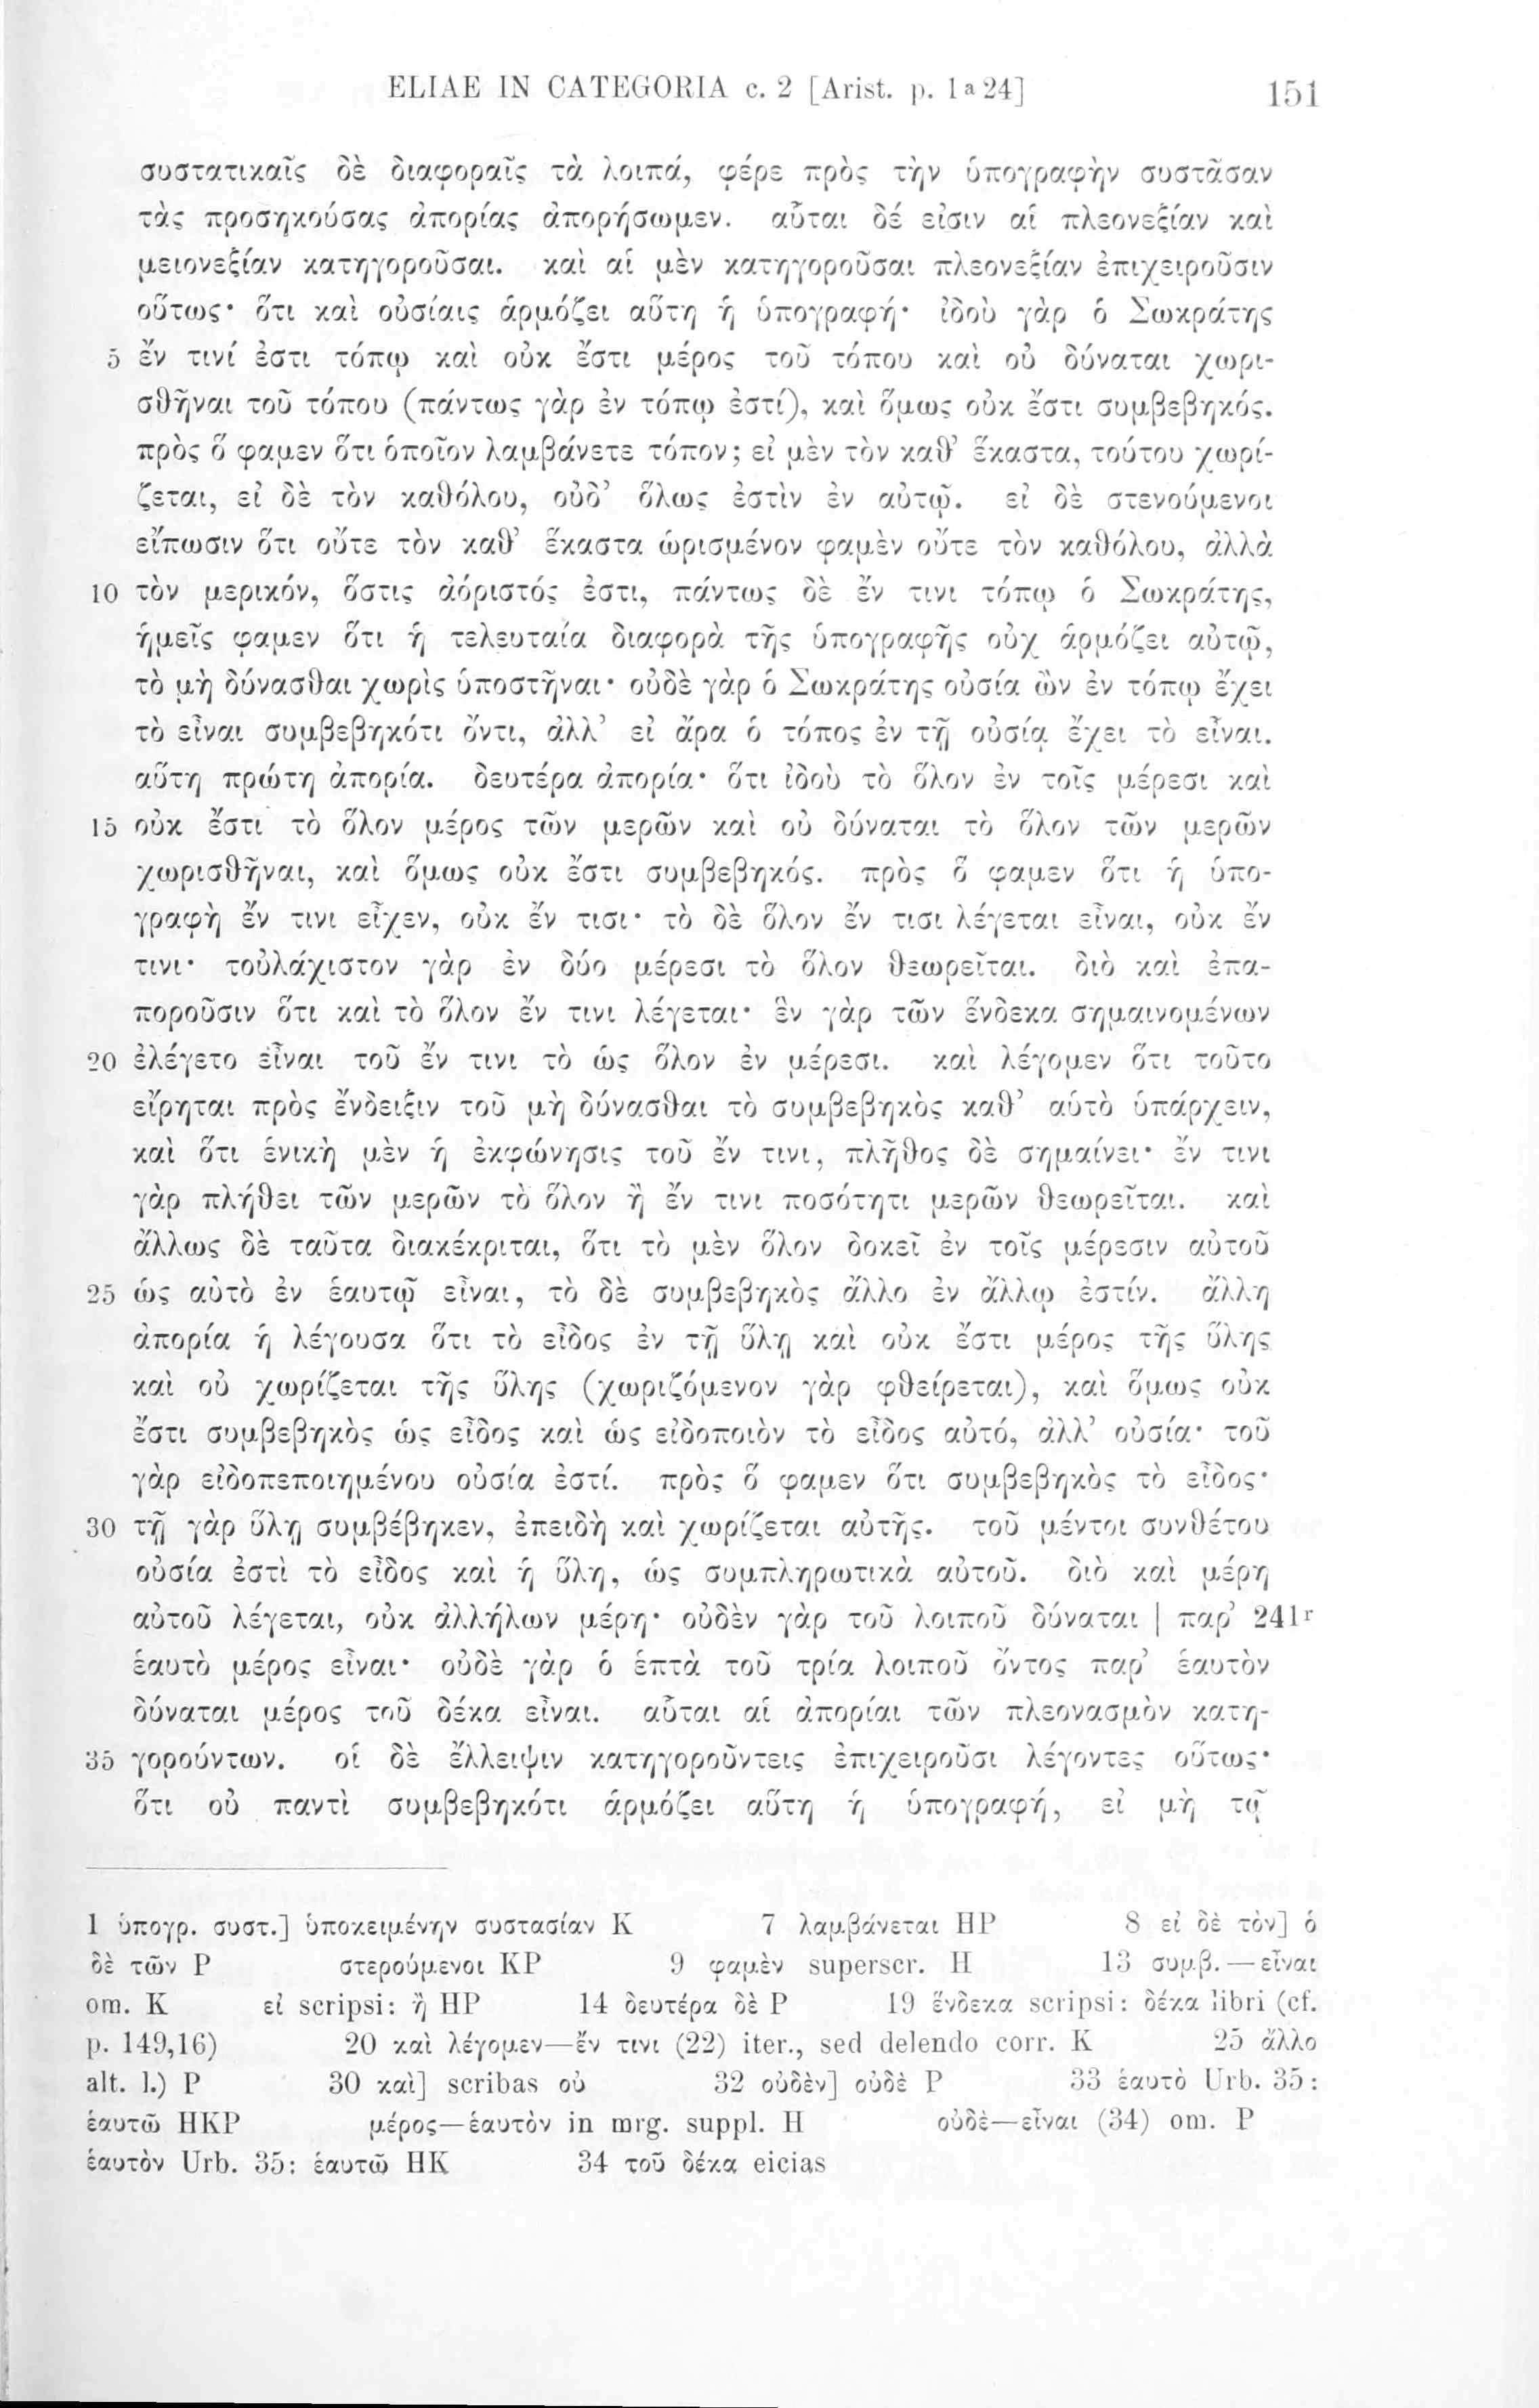 ELIAE IN CATEGORIA c. 2 [Arist. p. 1a24] 151
συστατικαῖς δὲ διαφοραῖς τὰ λοιπά, φέρε πρὸς τὴν ὑπογραφὴν συστᾶσαν
τὰς προσηκούσας ἀπορίας ἀπορήσωμεν. αὗται δέ εἰσιν αἱ πλεονεξίαν καὶ
μειονεξίαν κατηγοροῦσαι. καὶ αἱ μὲν κατηγοροῦσαι πλεονεξίαν ἐπιχειροῦσιν
οὕτως· ὅτι καὶ οὐσίαις ἁρμόζει αὕτη ἡ ὑπογραφή· ἰδοὺ γὰρ ὁ Σωκράτης
5 ἔν τινί ἐστι τόπῳ καὶ οὐκ ἔστι μέρος τοῦ τόπου καὶ οὐ δύναται χωρι-
σθῆναι τοῦ τόπου (πάντως γὰρ ἐν τόπῳ ἐστί), καὶ ὅμως οὐκ ἔστι συμβεβηκός.
πρὸς ὅ φαμεν ὅτι ὁποῖον λαμβάνετε τόπον; εἰ μὲν τὸν καθ’ ἕκαστα, τούτου χωρί-
ζεται, εἰ δὲ τὸν καθόλου, οὐδ’ ὅλως ἐστὶν ἐν αὐτῷ. εἰ δὲ στενούμενοι
εἴπωσιν ὅτι οὔτε τὸν καθ’ ἕκαστα ὡρισμένον φαμὲν οὔτε τὸν καθόλου, ἀλλὰ
10 τὸν μερικόν, ὅστις ἀόριστός ἐστι, πάντως δὲ ἔν τινι τόπῳ ὁ Σωκράτης,
ἡμεῖς φαμεν ὅτι ἡ τελευταία διαφορὰ τῆς ὑπογραφῆς οὐχ ἁρμόζει αὐτῷ,
τὸ μὴ δύνασθαι χωρὶς ὑποστῆναι· οὐδὲ γὰρ ὁ Σωκράτης οὐσία ὢν ἐν τόπῳ ἔχει
τὸ εἶναι συμβεβηκότι ὄντι, ἀλλ’ εἰ ἄρα ὁ τόπος ἐν τῇ οὐσίᾳ ἔχει τὸ εἶναι.
αὕτη πρώτη ἀπορία. δευτέρα ἀπορία· ὅτι ἰδοὺ τὸ ὅλον ἐν τοῖς μέρεσι καὶ
15 οὐκ ἔστι τὸ ὅλον μέρος τῶν μερῶν καὶ οὐ δύναται τὸ ὅλον τῶν μερῶν
χωρισθῆναι, καὶ ὅμως οὐκ ἔστι συμβεβηκός. πρὸς ὅ φαμεν ὅτι ἡ ὑπο-
γραφὴ ἔν τινι εἶχεν, οὐκ ἔν τισι· τὸ δὲ ὅλον ἔν τισι λέγεται εἶναι, οὐκ ἔν
τινι· τοὐλάχιστον γὰρ ἐν δύο μέρεσι τὸ ὅλον θεωρεῖται. διὸ καὶ ἐπα-
ποροῦσιν ὅτι καὶ τὸ ὅλον ἔν τινι λέγεται· ἓν γὰρ τῶν ἕνδεκα σημαινομένων
20 ἐλέγετο εἶναι τοῦ ἔν τινι τὸ ὡς ὅλον ἐν μέρεσι. καὶ λέγομεν ὅτι τοῦτο
εἴρηται πρὸς ἔνδειξιν τοῦ μὴ δύνασθαι τὸ συμβεβηκὸς καθ’ αὑτὸ ὑπάρχειν,
καὶ ὅτι ἑνικὴ μὲν ἡ ἐκφώνησις τοῦ ἔν τινι, πλῆθος δὲ σημαίνει· ἔν τινι
γὰρ πλήθει τῶν μερῶν τὸ ὅλον ἢ ἔν τινι ποσότητι μερῶν θεωρεῖται. καὶ
ἄλλως δὲ ταῦτα διακέκριται, ὅτι τὸ μὲν ὅλον δοκεῖ ἐν τοῖς μέρεσιν αὐτοῦ
25 ὡς αὐτὸ ἐν ἑαυτῷ εἶναι, τὸ δὲ συμβεβηκὸς ἄλλο ἐν ἄλλῳ ἐστίν. ἄλλη
ἀπορία ἡ λέγουσα ὅτι τὸ εἶδος ἐν τῇ ὕλῃ καὶ οὐκ ἔστι μέρος τῆς ὕλης
καὶ οὐ χωρίζεται τῆς ὕλης (χωριζόμενον γὰρ φθείρεται), καὶ ὅμως οὐκ
ἔστι συμβεβηκὸς ὡς εἶδος καὶ ὡς εἰδοποιὸν τὸ εἶδος αὐτό, ἀλλ’ οὐσία· τοῦ
γὰρ εἰδοπεποιημένου οὐσία ἐστί. πρὸς ὅ φαμεν ὅτι συμβεβηκὸς τὸ εἶδος·
30 τῇ γὰρ ὕλῃ συμβέβηκεν, ἐπειδὴ καὶ χωρίζεται αὐτῆς. τοῦ μέντοι συνθέτου
οὐσία ἐστὶ τὸ εἶδος καὶ ἡ ὕλη, ὡς συμπληρωτικὰ αὐτοῦ. διὸ καὶ μέρη
αὐτοῦ λέγεται, οὐκ ἀλλήλων μέρη· οὐδὲν γὰρ τοῦ λοιποῦ δύναται | παρ’ 241r
ἑαυτὸ μέρος εἶναι· οὐδὲ γὰρ ὁ ἑπτὰ τοῦ τρία λοιποῦ ὄντος παρ’ ἑαυτὸν
δύναται μέρος τοῦ δέκα εἶναι. αὗται αἱ ἀπορίαι τῶν πλεονασμὸν κατη-
35 γορούντων. οἱ δὲ ἔλλειψιν κατηγοροῦντεις ἐπιχειροῦσι λέγοντες οὕτως·
ὅτι οὐ παντὶ συμβεβηκότι ἁρμόζει αὕτη ἡ ὑπογραφή, εἰ μὴ τῷ
1 ὑπογρ. συστ.] ὑποκειμένην συστασίαν K 7 λαμβάνεται HP 8 εἰ δὲ τὸν] ὁ
δὲ τῶν P στερούμενοι KP 9 φαμὲν superscr. H 13 συμβ.—εἶναι
om. K εἰ scripsi: ἢ HP 14 δευτέρα δὲ P 19 ἕνδεκα scripsi: δέκα libri (cf.
p. 149,16) 20 καὶ λέγομεν—ἔν τινι (22) iter., sed delendo corr. K 25 ἄλλο
alt. l.) P 30 καὶ] scribas οὐ 32 οὐδὲν] οὐδὲ P 33 ἑαυτὸ Urb. 35:
ἑαυτῶ HKP μέρος—ἑαυτὸν in mrg. suppl. H οὐδὲ—εἶναι (34) om. P
ἑαυτὸν Urb. 35: ἑαυτῶ HK 34 τοῦ δέκα eicias